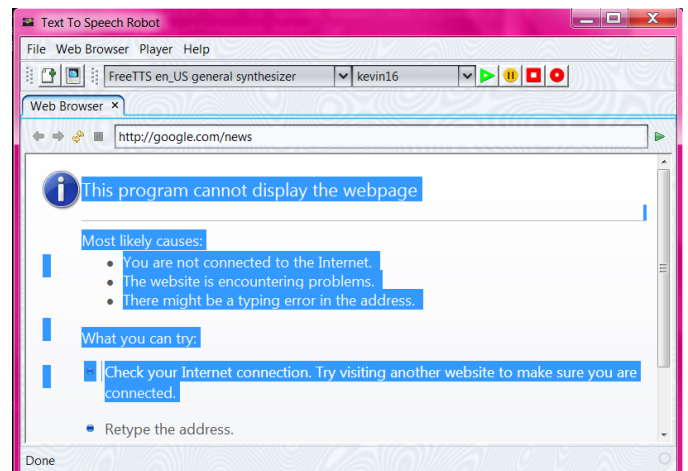 Text To Speech Robot
File Web Browser Player Help
FreeTTS en_US general synthesizer kevin16
Web Browser
http://google.com/news
This program cannot display the webpage
Most likely causes:
You are not connected to the Internet.
The website is encountering problems.
There might be a typing error in the address.
What you can try:
Check your Internet connection. Try visiting another website to make sure you are
connected.
Retype the address.
Done